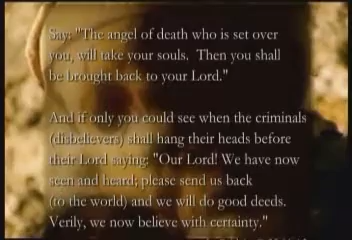 Say: "The angel of death who is set over
you, will take your souls. Then you shall
be brought back to your Lord."
And if only you could see when the criminals
(disbelievers) shall hang their heads before
their Lord saying: "Our Lord! We have now
seen and heard; please send us back
(to the world) and we will do good deeds.
Verily, we now believe with certainty."